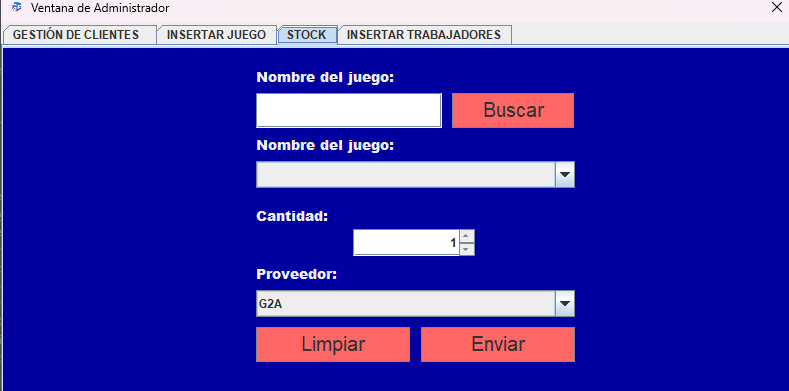 Ventana de Administrador
GESTIÓN DE CLIENTES INSERTAR JUEGO STOCK INSERTAR TRABAJADORES
Nombre del juego:
Buscar
Nombre del juego:
Cantidad:
1
Proveedor:
G2A
Limpiar Enviar